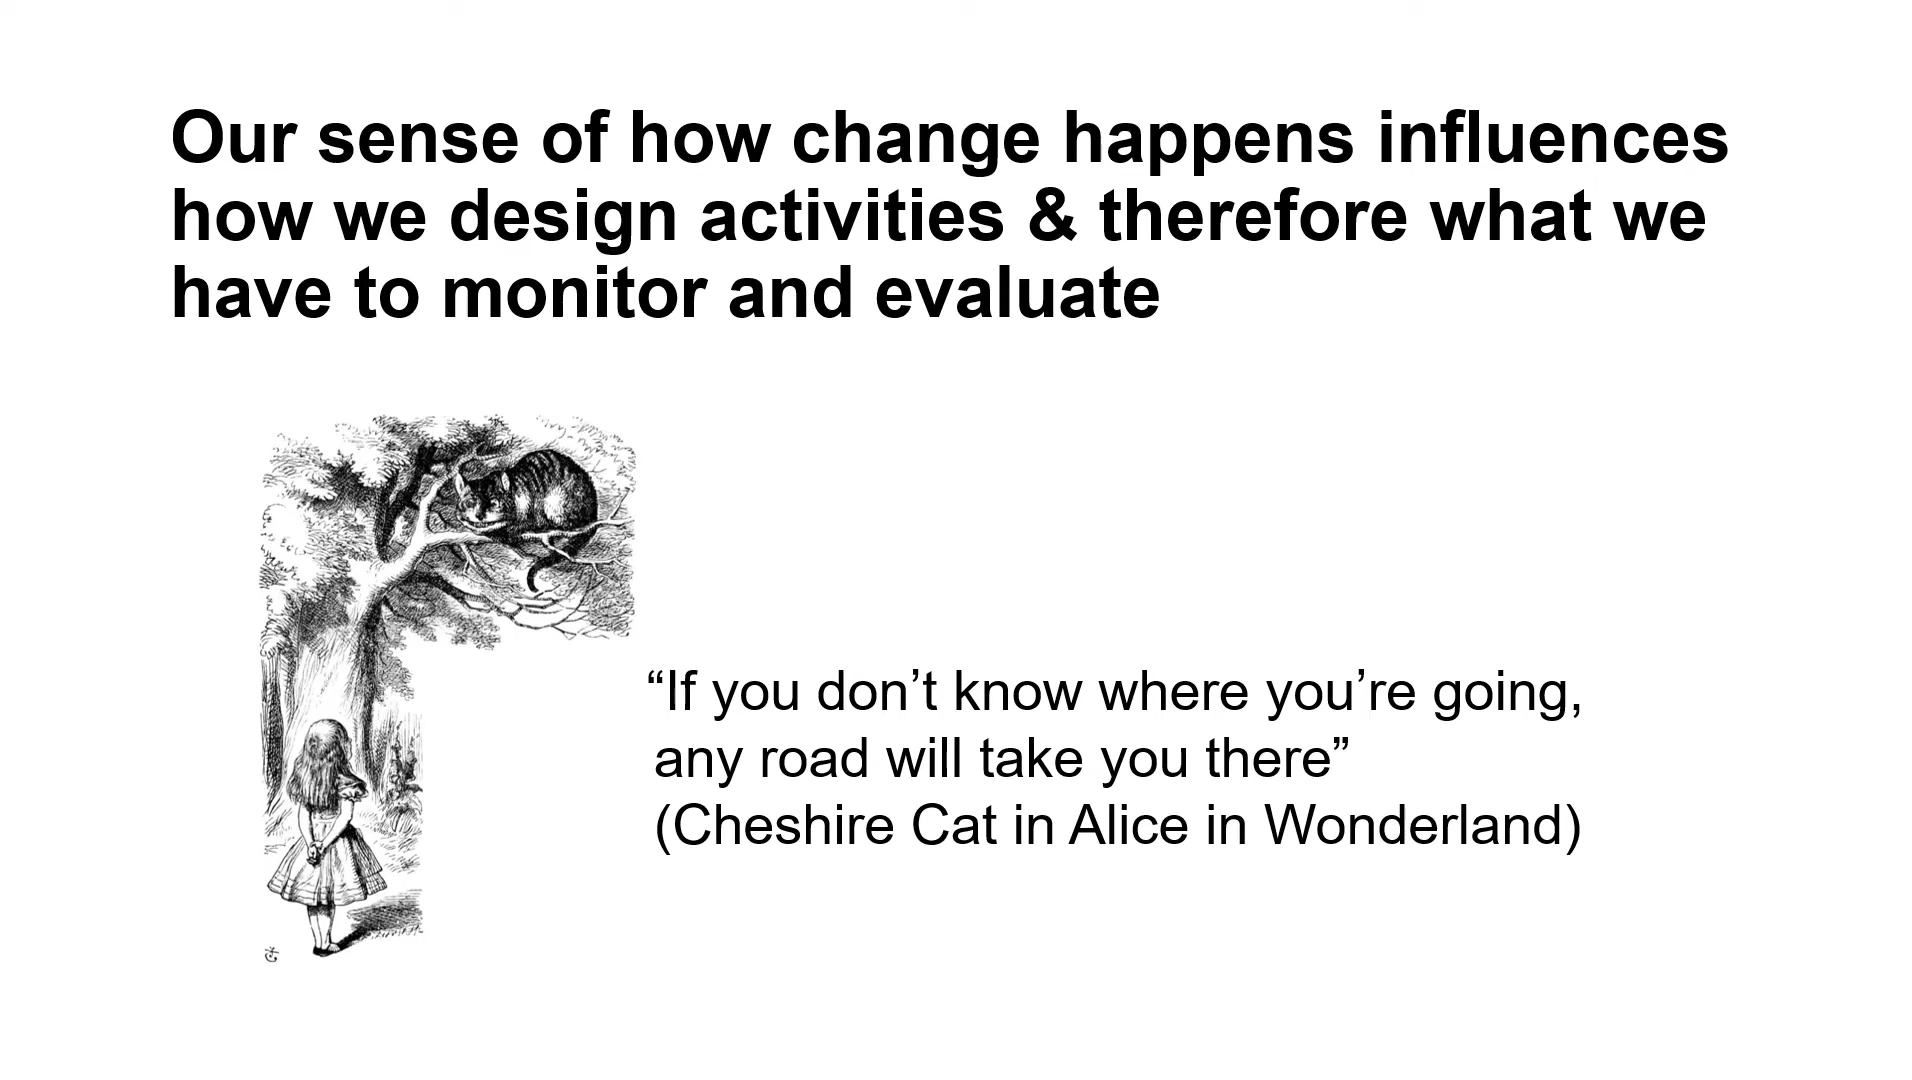 Our sense of how change happens influences
how we design activities & therefore what we
have to monitor and evaluate
“If you don’t know where you’re going,
any road will take you there”
(Cheshire Cat in Alice in Wonderland)